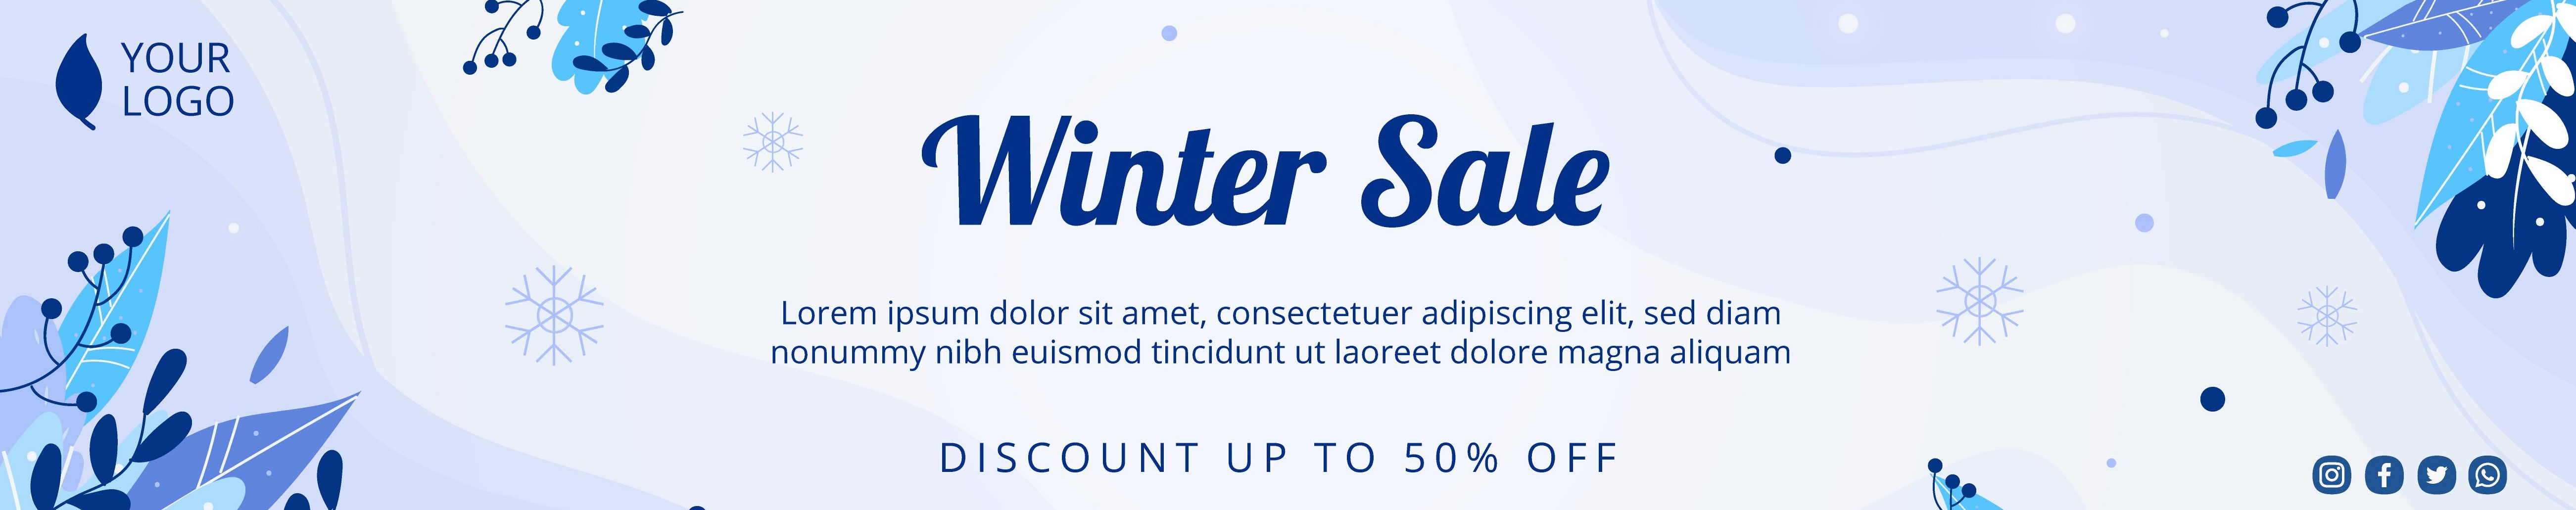 YOUR
LOGO
Winter Sale
Lorem ipsum dolor sit amet, consectetuer adipiscing elit, sed diam
nonummy nibh euismod tincidunt ut laoreet dolore magna aliquam
DISCOUNT UP TO 50% OFF